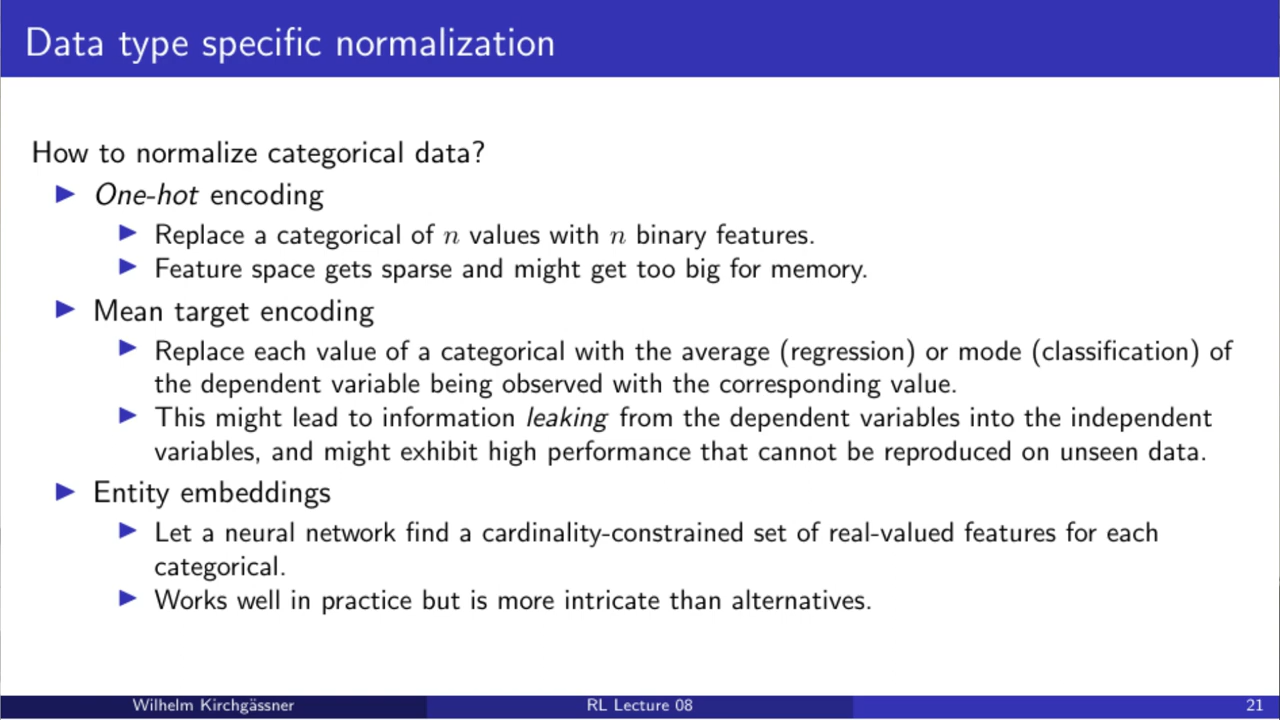 Data type specific normalization
How to normalize categorical data?
▶ One-hot encoding
▶ Replace a categorical of n values with n binary features.
▶ Feature space gets sparse and might get too big for memory.
▶ Mean target encoding
▶ Replace each value of a categorical with the average (regression) or mode (classification) of
the dependent variable being observed with the corresponding value.
▶ This might lead to information leaking from the dependent variables into the independent
variables, and might exhibit high performance that cannot be reproduced on unseen data.
▶ Entity embeddings
▶ Let a neural network find a cardinality-constrained set of real-valued features for each
categorical.
▶ Works well in practice but is more intricate than alternatives.
Wilhelm Kirchgässner RL Lecture 08 21